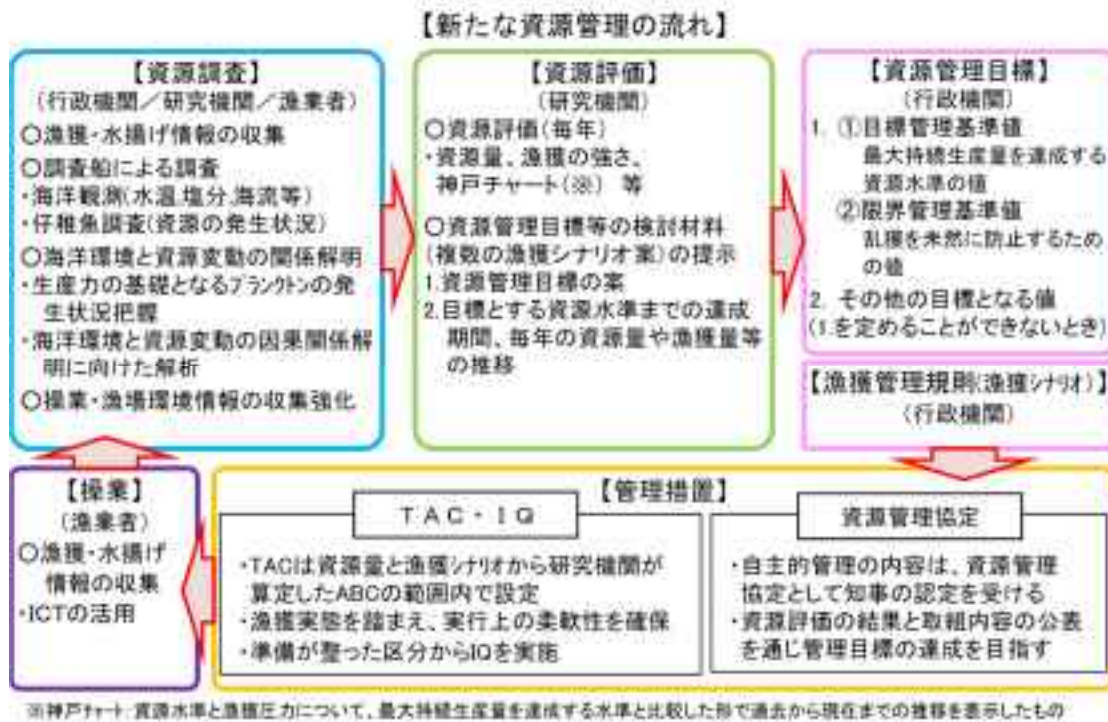 【新たな資源管理の流れ】
【資源調査】
(行政機関／研究機関／漁業者)
○漁獲・水揚げ情報の収集
○調査船による調査
・海洋観測(水温,塩分,海流等)
・仔稚魚調査(資源の発生状況)
○海洋環境と資源変動の関係解明
・生産力の基礎となるプランクトンの発
生状況把握
・海洋環境と資源変動の因果関係解
明に向けた解析
○操業・漁場環境情報の収集強化
【資源評価】
(研究機関)
○資源評価(毎年)
・資源量、漁獲の強さ、
神戸チャート(※) 等
○資源管理目標等の検討材料
(複数の漁獲シナリオ案)の提示
1.資源管理目標の案
2.目標とする資源水準までの達成
期間、毎年の資源量や漁獲量等
の推移
【資源管理目標】
(行政機関)
1. ①目標管理基準値
最大持続生産量を達成する
資源水準の値
②限界管理基準値
乱獲を未然に防止するため
の値
2. その他の目標となる値
(1.を定めることができないとき)
【漁獲管理規則(漁獲シナリオ)】
(行政機関)
【管理措置】
TAC・IQ
・TACは資源量と漁獲シナリオから研究機関が
算定したABCの範囲内で設定
・漁獲実態を踏まえ、実行上の柔軟性を確保
・準備が整った区分からIQを実施
資源管理協定
・自主的管理の内容は、資源管理
協定として知事の認定を受ける
・資源評価の結果と取組内容の公表
を通じ管理目標の達成を目指す
【操業】
(漁業者)
○漁獲・水揚げ
情報の収集
・ICTの活用
※神戸チャート:資源水準と漁獲圧力について、最大持続生産量を達成する水準と比較した形で過去から現在までの推移を表示したもの